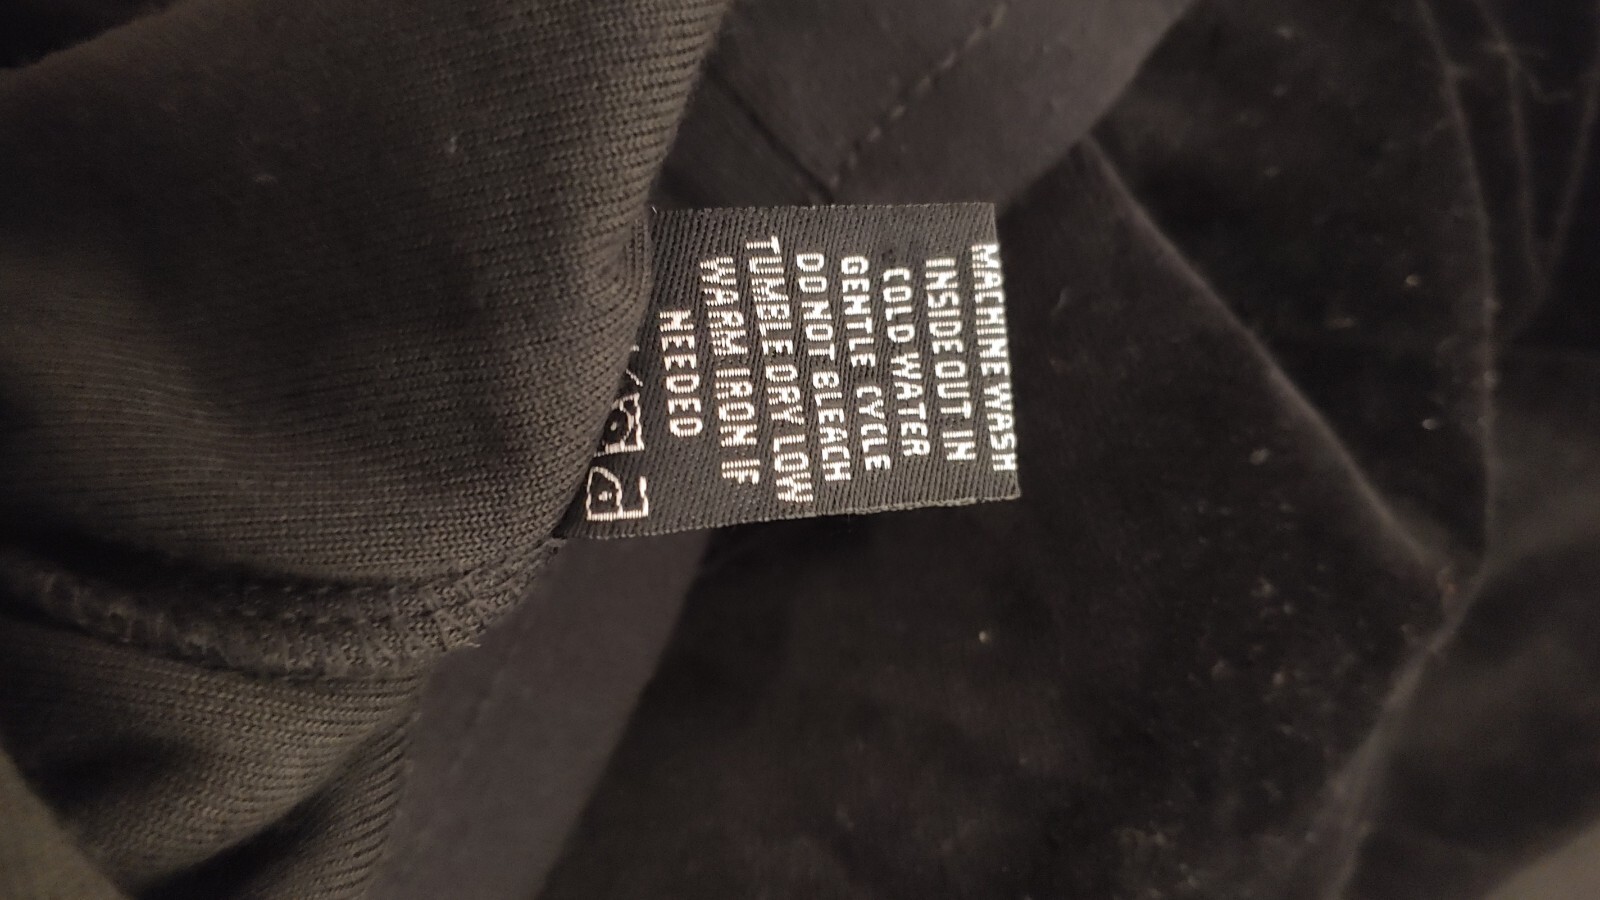 MACHINE WASH
INSIDE OUT IN
COLD WATER
GENTLE CYCLE
DO NOT BLEACH
TUMBLE DRY LOW
WARM IRON IF
NEEDED